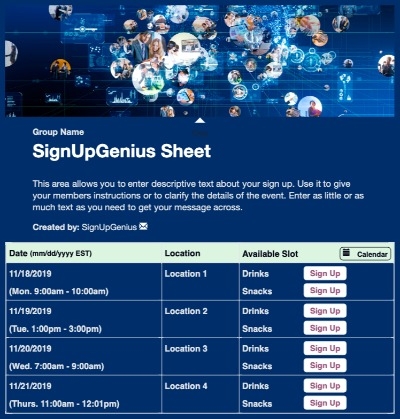 Group Name
SignUpGenius Sheet
This area allows you to enter descriptive text about your sign up. Use it to give
your members instructions or to clarify the details of the event. Enter as little or as
much text as you need to get your message across.
Created by: SignUpGenius
Date (mm/dd/yyyy EST) Location Available Slot Calendar
11/18/2019 Location 1 Drinks Sign Up
(Mon. 9:00am - 10:00am) Snacks Sign Up
11/19/2019 Location 2 Drinks Sign Up
(Tue. 1:00pm - 3:00pm) Snacks Sign Up
11/20/2019 Location 3 Drinks Sign Up
(Wed. 7:00am - 9:00am) Snacks Sign Up
11/21/2019 Location 4 Drinks Sign Up
(Thurs. 11:00am - 12:01pm) Snacks Sign Up